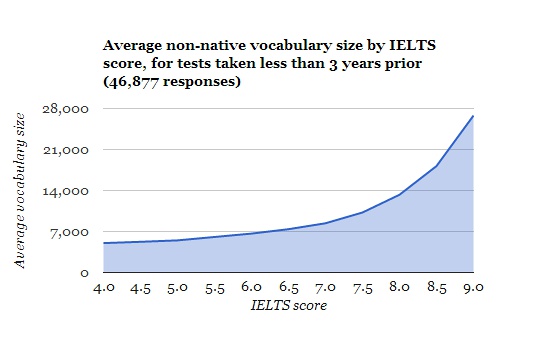 Average non-native vocabulary size by IELTS
score, for tests taken less than 3 years prior
(46,877 responses)
Average vocabulary size
28,000
21,000
14,000
7,000
0
4.0 4.5 5.0 5.5 6.0 6.5 7.0 7.5 8.0 8.5 9.0
IELTS score